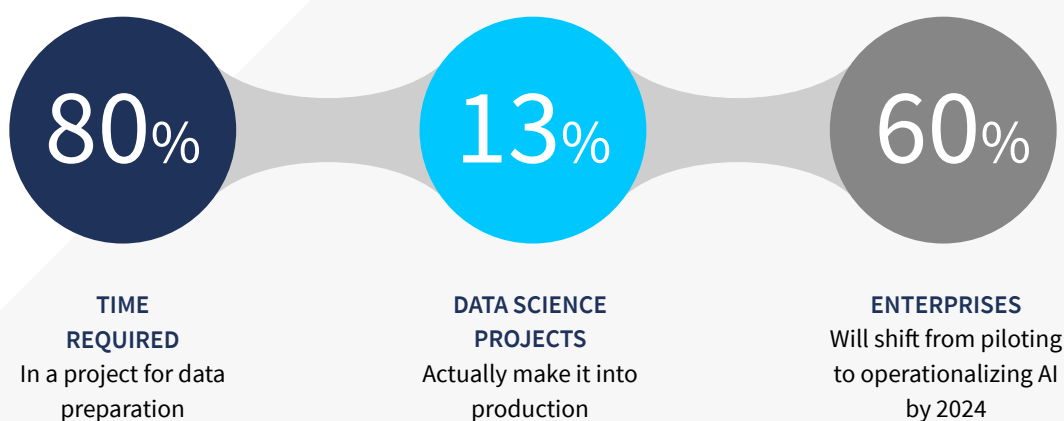 80%
13%
60%
TIME
REQUIRED
In a project for data
preparation
DATA SCIENCE
PROJECTS
Actually make it into
production
ENTERPRISES
Will shift from piloting
to operationalizing AI
by 2024